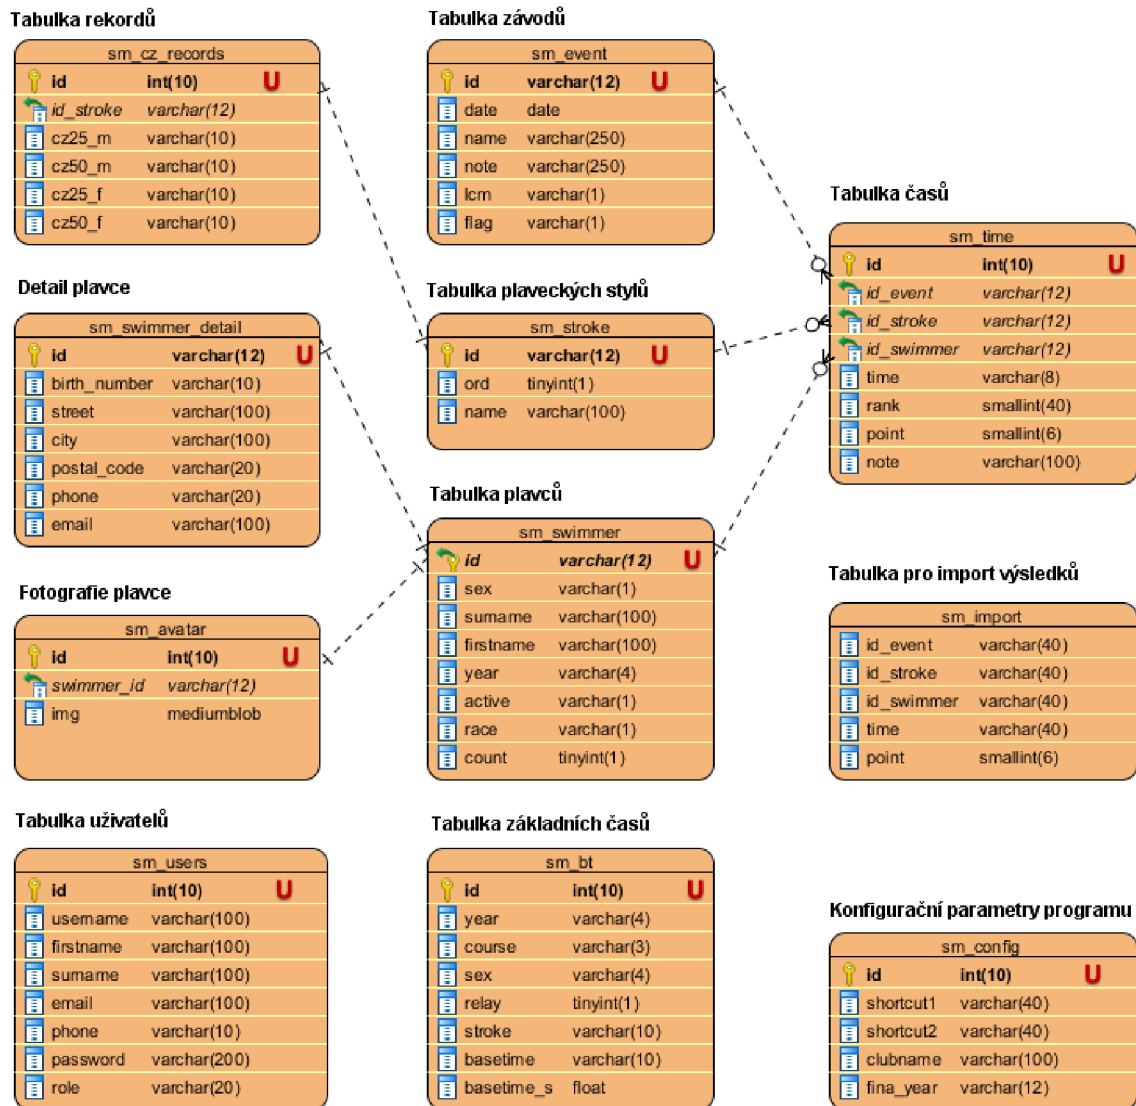 Tabulka rekordů
sm_cz_records
id int(10) U
id_stroke varchar(12)
cz25_m varchar(10)
cz50_m varchar(10)
cz25_f varchar(10)
cz50_f varchar(10)
Tabulka závodů
sm_event
id varchar(12) U
date date
name varchar(250)
note varchar(250)
lcm varchar(1)
flag varchar(1)
Tabulka časů
sm_time
id int(10) U
id_event varchar(12)
id_stroke varchar(12)
id_swimmer varchar(12)
time varchar(8)
rank smallint(40)
point smallint(6)
note varchar(100)
Detail plavce
sm_swimmer_detail
id varchar(12) U
birth_number varchar(10)
street varchar(100)
city varchar(100)
postal_code varchar(20)
phone varchar(20)
email varchar(100)
Tabulka plaveckých stylů
sm_stroke
id varchar(12) U
ord tinyint(1)
name varchar(100)
Tabulka plavců
sm_swimmer
id varchar(12) U
sex varchar(1)
surname varchar(100)
firstname varchar(100)
year varchar(4)
active varchar(1)
race varchar(1)
count tinyint(1)
Fotografie plavce
sm_avatar
id int(10) U
swimmer_id varchar(12)
img mediumblob
Tabulka pro import výsledků
sm_import
id_event varchar(40)
id_stroke varchar(40)
id_swimmer varchar(40)
time varchar(40)
point smallint(6)
Tabulka uživatelů
sm_users
id int(10) U
username varchar(100)
firstname varchar(100)
surname varchar(100)
email varchar(100)
phone varchar(10)
password varchar(200)
role varchar(20)
Tabulka základních časů
sm_bt
id int(10) U
year varchar(4)
course varchar(3)
sex varchar(4)
relay tinyint(1)
stroke varchar(10)
basetime varchar(10)
basetime_s float
Konfigurační parametry programu
sm_config
id int(10) U
shortcut1 varchar(40)
shortcut2 varchar(40)
clubname varchar(100)
fina_year varchar(12)